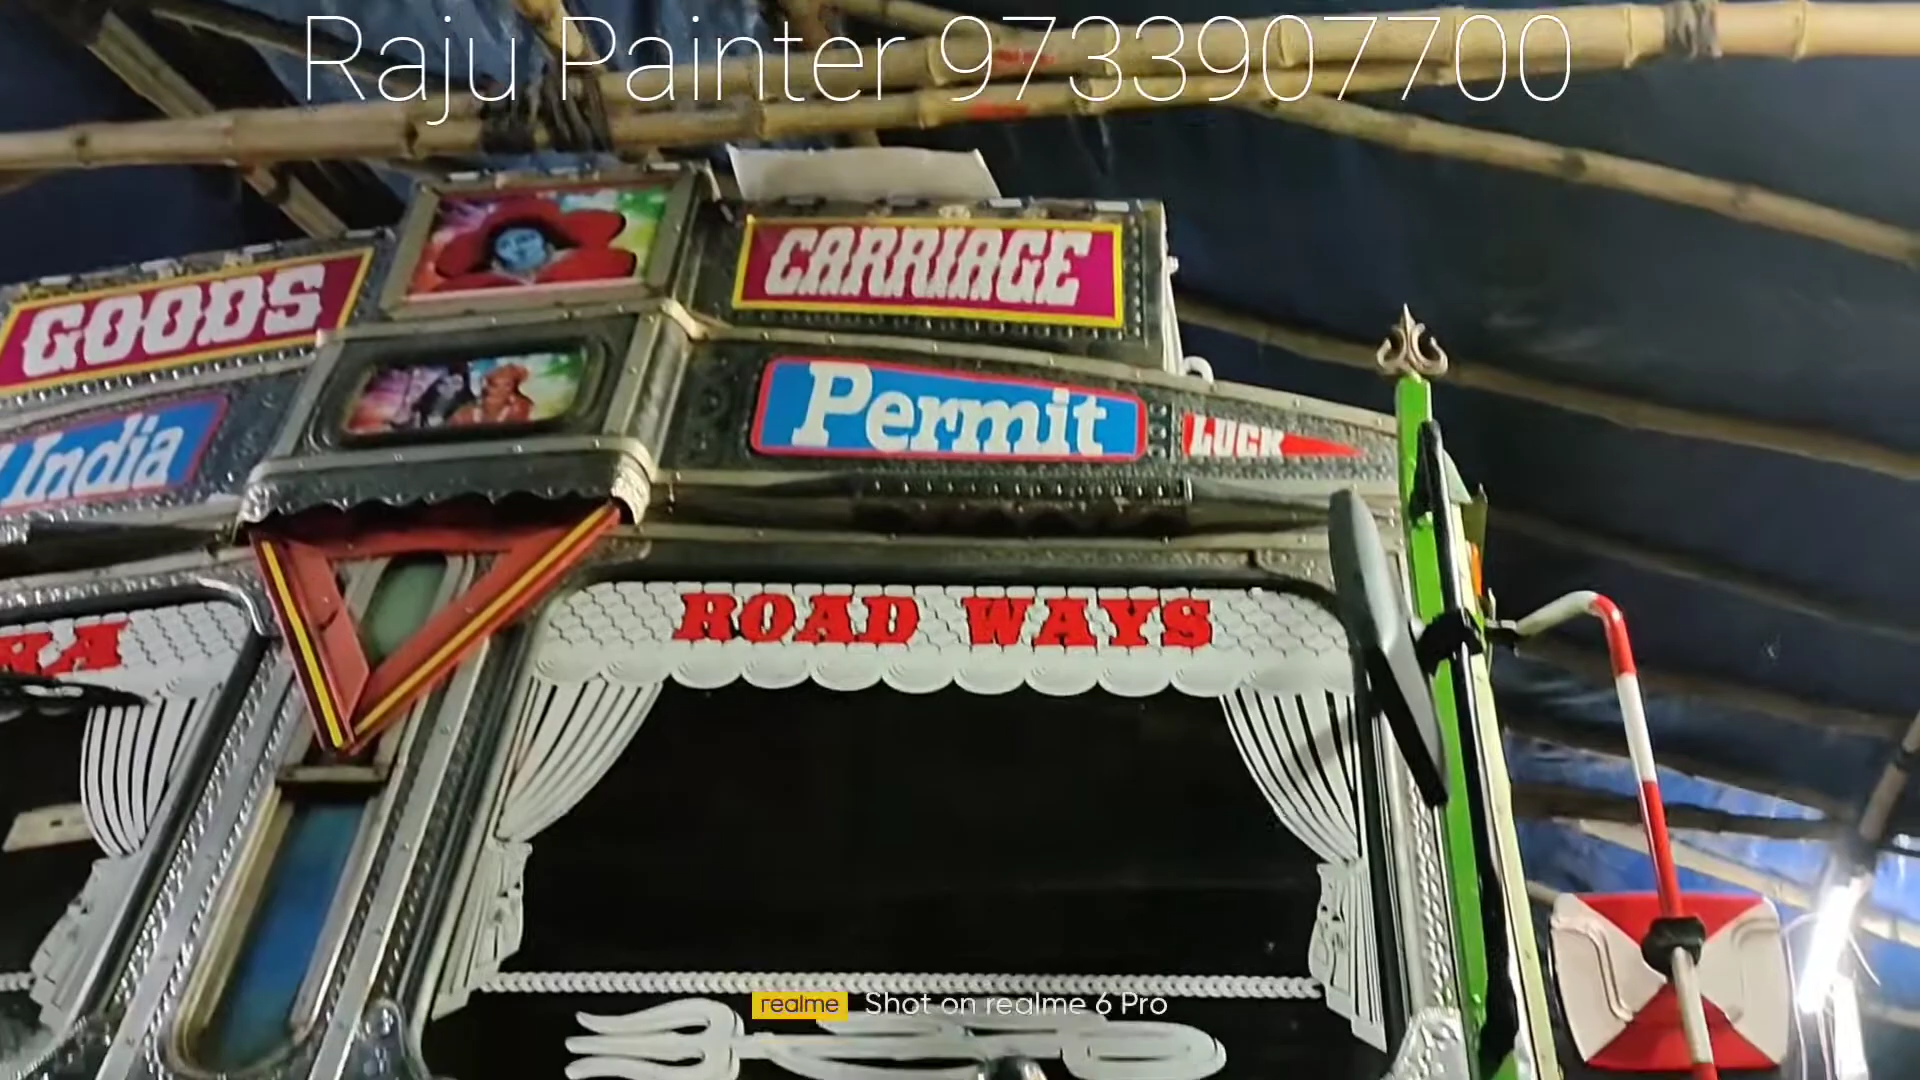 Raju Painter 9733907700
GOODS
CARRIAGE
India
Permit
LUCK
ROAD WAYS
realme Shot on realme 6 Pro